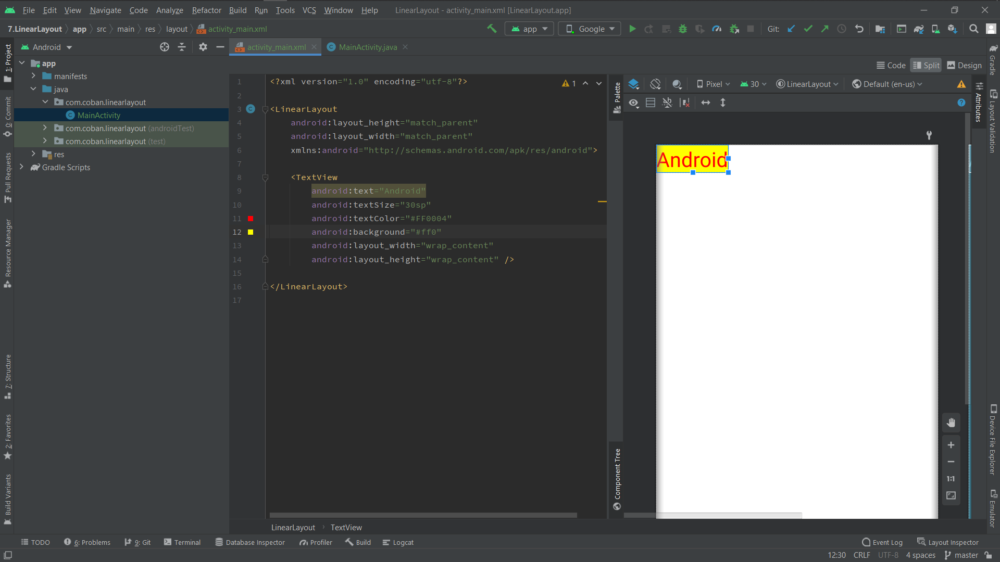 File Edit View Navigate Code Analyze Refactor Build Run Tools VCS Window Help LinearLayout - activity_main.xml [LinearLayout.app]
7.LinearLayout app src main res layout activity_main.xml app Google Git:
Android activity_main.xml MainActivity.java
Code Split Design
Pixel 30 LinearLayout Default (en-us)
1: Project
0: Commit
Pull Requests
Resource Manager
7: Structure
2: Favorites
Build Variants
app
manifests
java
com.coban.linearlayout
MainActivity
com.coban.linearlayout (androidTest)
com.coban.linearlayout (test)
res
Gradle Scripts
1 <?xml version="1.0" encoding="utf-8"?>
2
3 <LinearLayout
4 android:layout_height="match_parent"
5 android:layout_width="match_parent"
6 xmlns:android="http://schemas.android.com/apk/res/android">
7
8 <TextView
9 android:text="Android"
10 android:textSize="30sp"
11 android:textColor="#FF0004"
12 android:background="#ff0"
13 android:layout_width="wrap_content"
14 android:layout_height="wrap_content" />
15
16 </LinearLayout>
17
1
Palette
Component Tree
Android
1:1
Attributes
Gradle
Layout Validation
Device File Explorer
Emulator
LinearLayout TextView
TODO 6: Problems 9: Git Terminal Database Inspector Profiler Build Logcat Event Log Layout Inspector
12:30 CRLF UTF-8 4 spaces master